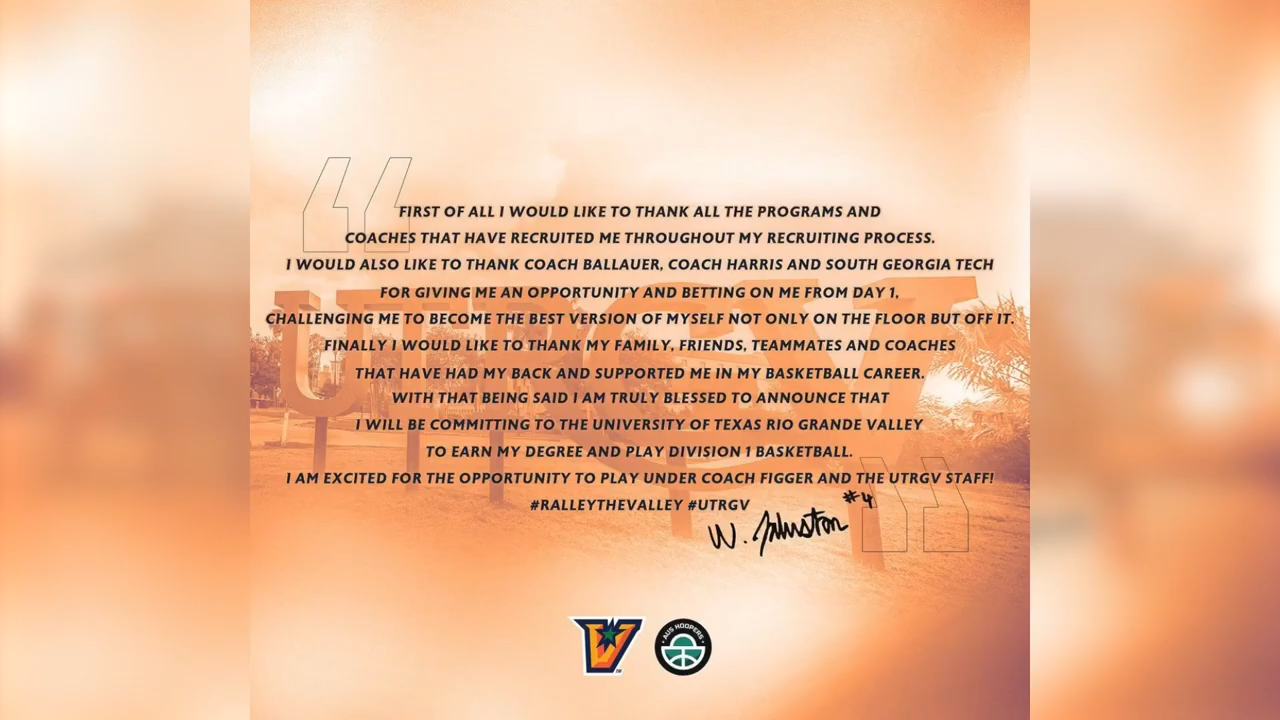 FIRST OF ALL I WOULD LIKE TO THANK ALL THE PROGRAMS AND
COACHES THAT HAVE RECRUITED ME THROUGHOUT MY RECRUITING PROCESS.
I WOULD ALSO LIKE TO THANK COACH BALLAUER, COACH HARRIS AND SOUTH GEORGIA TECH
FOR GIVING ME AN OPPORTUNITY AND BETTING ON ME FROM DAY 1,
CHALLENGING ME TO BECOME THE BEST VERSION OF MYSELF NOT ONLY ON THE FLOOR BUT OFF IT.
FINALLY I WOULD LIKE TO THANK MY FAMILY, FRIENDS, TEAMMATES AND COACHES
THAT HAVE HAD MY BACK AND SUPPORTED ME IN MY BASKETBALL CAREER.
WITH THAT BEING SAID I AM TRULY BLESSED TO ANNOUNCE THAT
I WILL BE COMMITTING TO THE UNIVERSITY OF TEXAS RIO GRANDE VALLEY
TO EARN MY DEGREE AND PLAY DIVISION 1 BASKETBALL.
I AM EXCITED FOR THE OPPORTUNITY TO PLAY UNDER COACH FIGGER AND THE UTRGV STAFF!
#RALLEYTHEVALLEY #UTRGV
W. Johnston #4
UTRGV
V
AUS HOOPERS